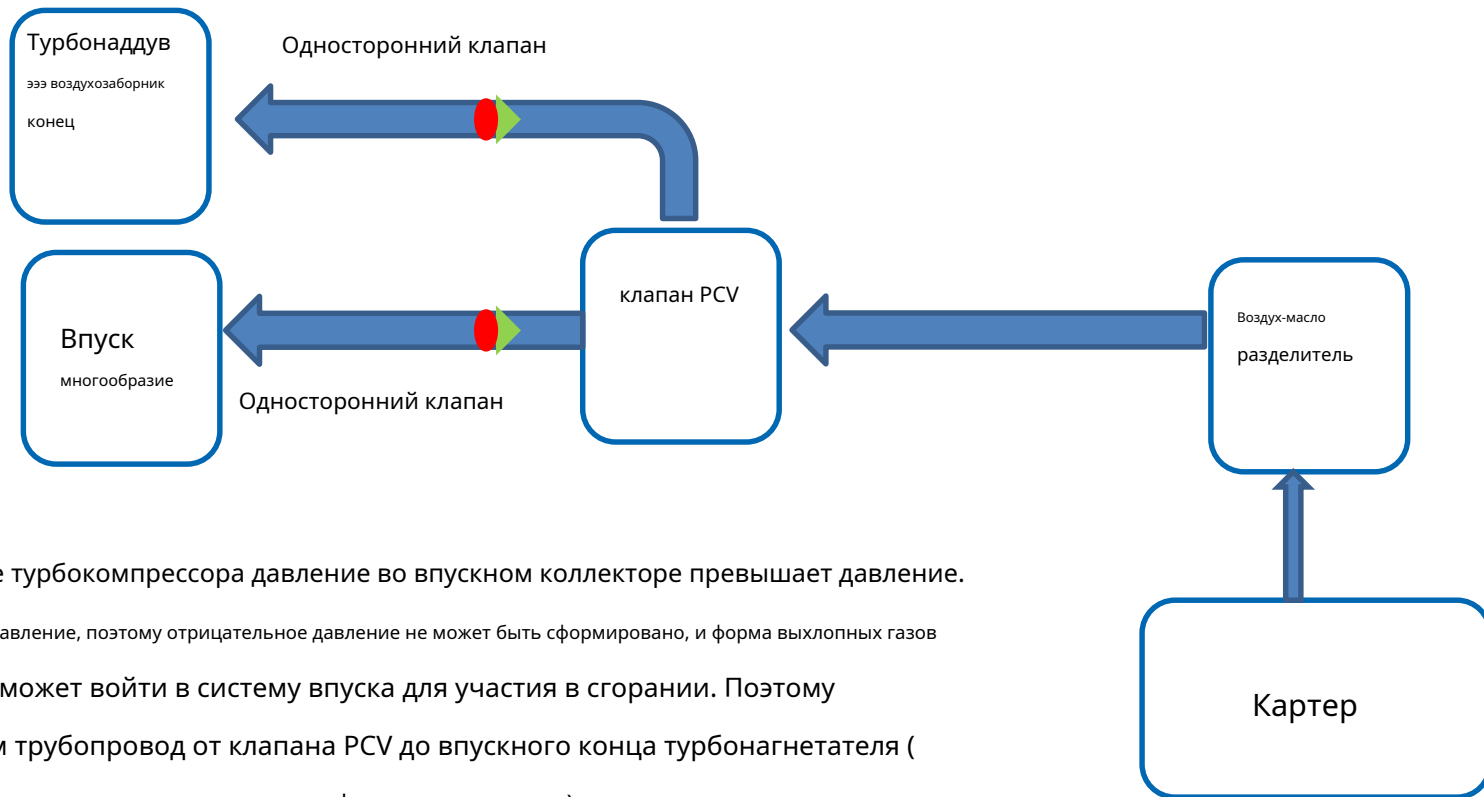 Турбонаддув
эээ воздухозаборник
конец
Односторонний клапан
клапан PCV
Впуск
многообразие
Односторонний клапан
Воздух-масло
разделитель
турбокомпрессора давление во впускном коллекторе превышает давление.
поэтому отрицательное давление не может быть сформировано, и форма выхлопных газов
может войти в систему впуска для участия в сгорании. Поэтому
трубопровод от клапана PCV до впускного конца турбонагнетателя (
Картер